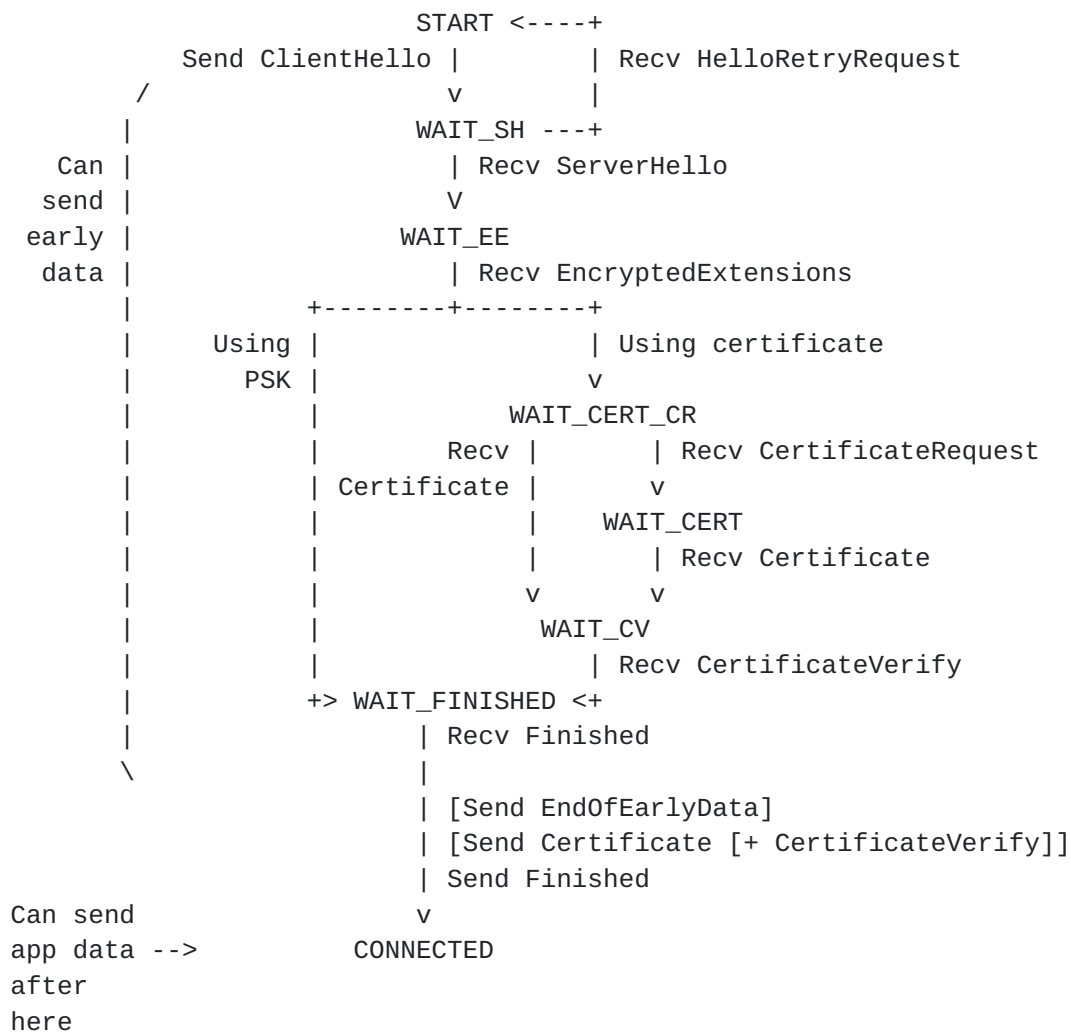 START <----+
           Send ClientHello |        | Recv HelloRetryRequest
        /                   v        |
       |                  WAIT_SH ---+
   Can |                    | Recv ServerHello
  send |                    V
 early |                 WAIT_EE
  data |                    | Recv EncryptedExtensions
       |           +--------+--------+
       |     Using |                 | Using certificate
       |       PSK |                 v
       |           |            WAIT_CERT_CR
       |           |        Recv |       | Recv CertificateRequest
       |           | Certificate |       v
       |           |             |    WAIT_CERT
       |           |             |       | Recv Certificate
       |           |             v       v
       |           |              WAIT_CV
       |           |                 | Recv CertificateVerify
       |           +> WAIT_FINISHED <+
       |                  | Recv Finished
       \                  |
                          | [Send EndOfEarlyData]
                          | [Send Certificate [+ CertificateVerify]]
                          | Send Finished
Can send                  v
app data -->          CONNECTED
after
here